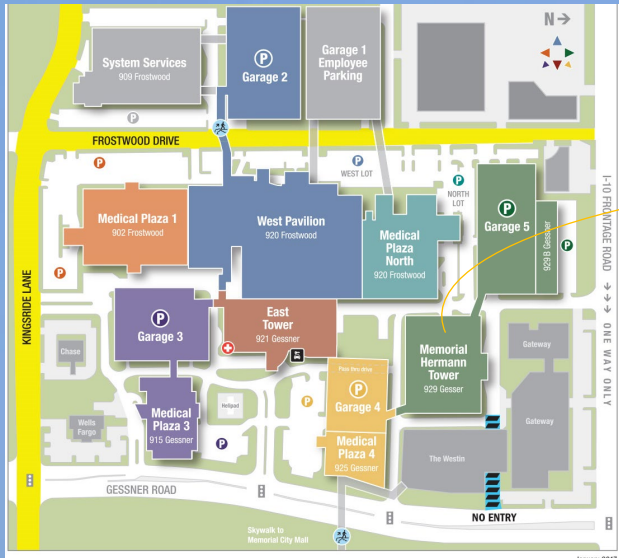 N →
System Services
909 Frostwood
P
Garage 2
Garage 1
Employee
Parking
P
FROSTWOOD DRIVE
P
P
WEST LOT
P
NORTH
LOT
P
Garage 5
929 B Gessner
P
I-10 FRONTAGE ROAD → → → ONE WAY ONLY
Medical Plaza 1
902 Frostwood
West Pavilion
920 Frostwood
Medical
Plaza
North
920 Frostwood
P
KINGSRIDE LANE
P
Garage 3
East
Tower
921 Gessner
Memorial
Hermann
Tower
929 Gesser
Gateway
Chase
Pass thru drive
P
Garage 4
P
Medical
Plaza 3
915 Gessner
Helipad
Gateway
Wells
Fargo
P
Medical
Plaza 4
925 Gessner
The Westin
GESSNER ROAD
NO ENTRY
Skywalk to
Memorial City Mall